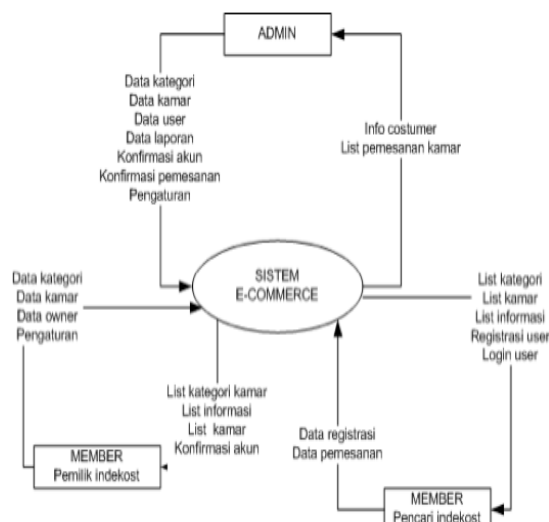 ADMIN
Data kategori
Data kamar
Data user
Data laporan
Konfirmasi akun
Konfirmasi pemesanan
Pengaturan
Info costumer
List pemesanan kamar
SISTEM
E-COMMERCE
Data kategori
Data kamar
Data owner
Pengaturan
List kategori
List kamar
List informasi
Registrasi user
Login user
List kategori kamar
List informasi
List kamar
Konfirmasi akun
Data registrasi
Data pemesanan
MEMBER
Pemilik indekost
MEMBER
Pencari indekost